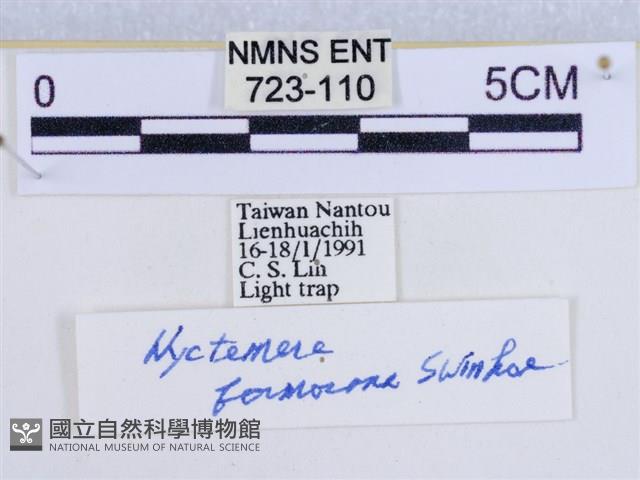 NMNS ENT
723-110
0 5CM
Taiwan Nantou
Lienhuachih
16-18/1/1991
C. S. Lin
Light trap
Nyctemera
formosana Swinhoe
國立自然科學博物館
NATIONAL MUSEUM OF NATURAL SCIENCE